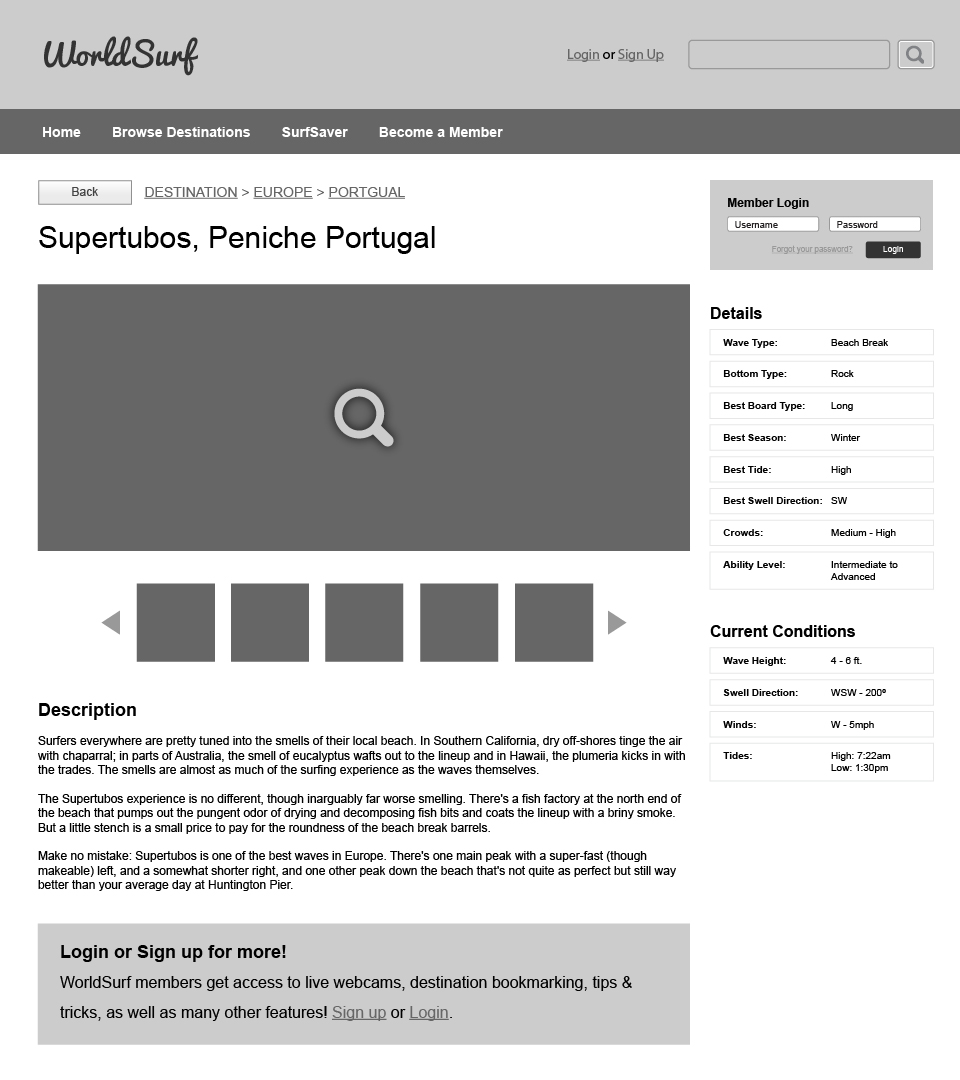 WorldSurf
Login or Sign Up
Home Browse Destinations SurfSaver Become a Member
Back
DESTINATION > EUROPE > PORTGUAL
Supertubos, Peniche Portugal
Member Login
Username Password
Forgot your password? Login
Details
Wave Type: Beach Break
Bottom Type: Rock
Best Board Type: Long
Best Season: Winter
Best Tide: High
Best Swell Direction: SW
Crowds: Medium - High
Ability Level: Intermediate to
Advanced
Current Conditions
Wave Height: 4 - 6 ft.
Swell Direction: WSW - 200º
Winds: W - 5mph
Tides: High: 7:22am
Low: 1:30pm
Description
Surfers everywhere are pretty tuned into the smells of their local beach. In Southern California, dry off-shores tinge the air
with chaparral; in parts of Australia, the smell of eucalyptus wafts out to the lineup and in Hawaii, the plumeria kicks in with
the trades. The smells are almost as much of the surfing experience as the waves themselves.
The Supertubos experience is no different, though inarguably far worse smelling. There's a fish factory at the north end of
the beach that pumps out the pungent odor of drying and decomposing fish bits and coats the lineup with a briny smoke.
But a little stench is a small price to pay for the roundness of the beach break barrels.
Make no mistake: Supertubos is one of the best waves in Europe. There's one main peak with a super-fast (though
makeable) left, and a somewhat shorter right, and one other peak down the beach that's not quite as perfect but still way
better than your average day at Huntington Pier.
Login or Sign up for more!
WorldSurf members get access to live webcams, destination bookmarking, tips &
tricks, as well as many other features! Sign up or Login.